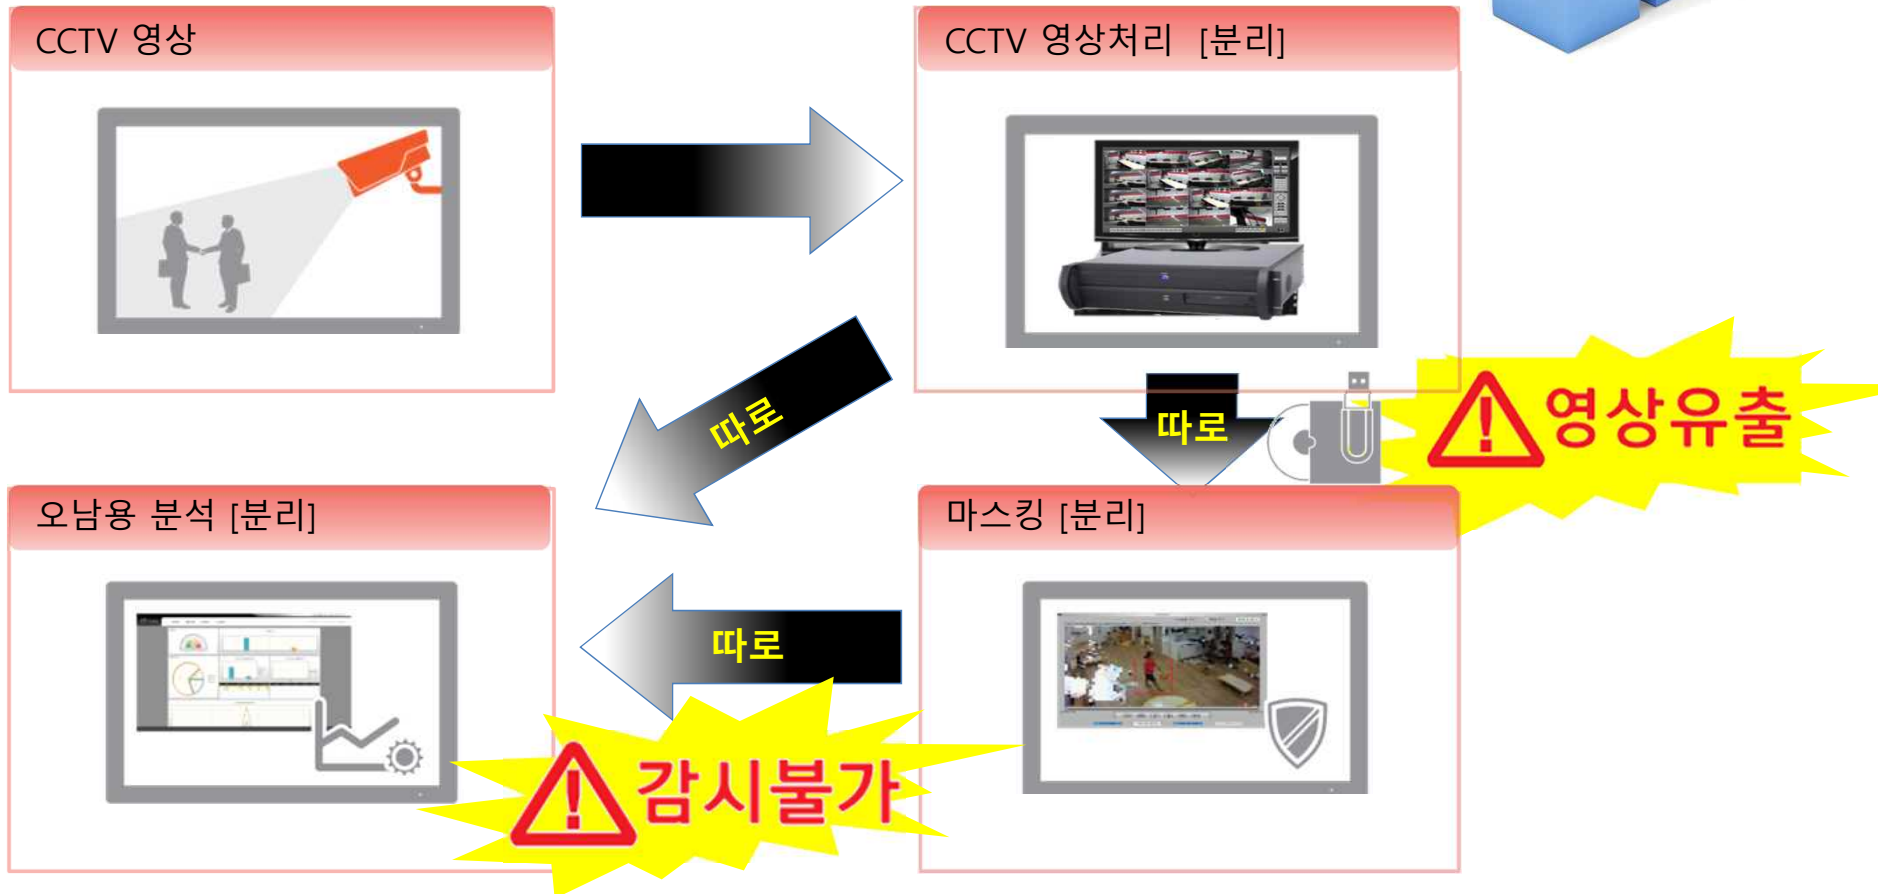 CCTV 영상
CCTV 영상처리 [분리]
따로
따로
영상유출
오남용 분석 [분리]
마스킹 [분리]
따로
감시불가